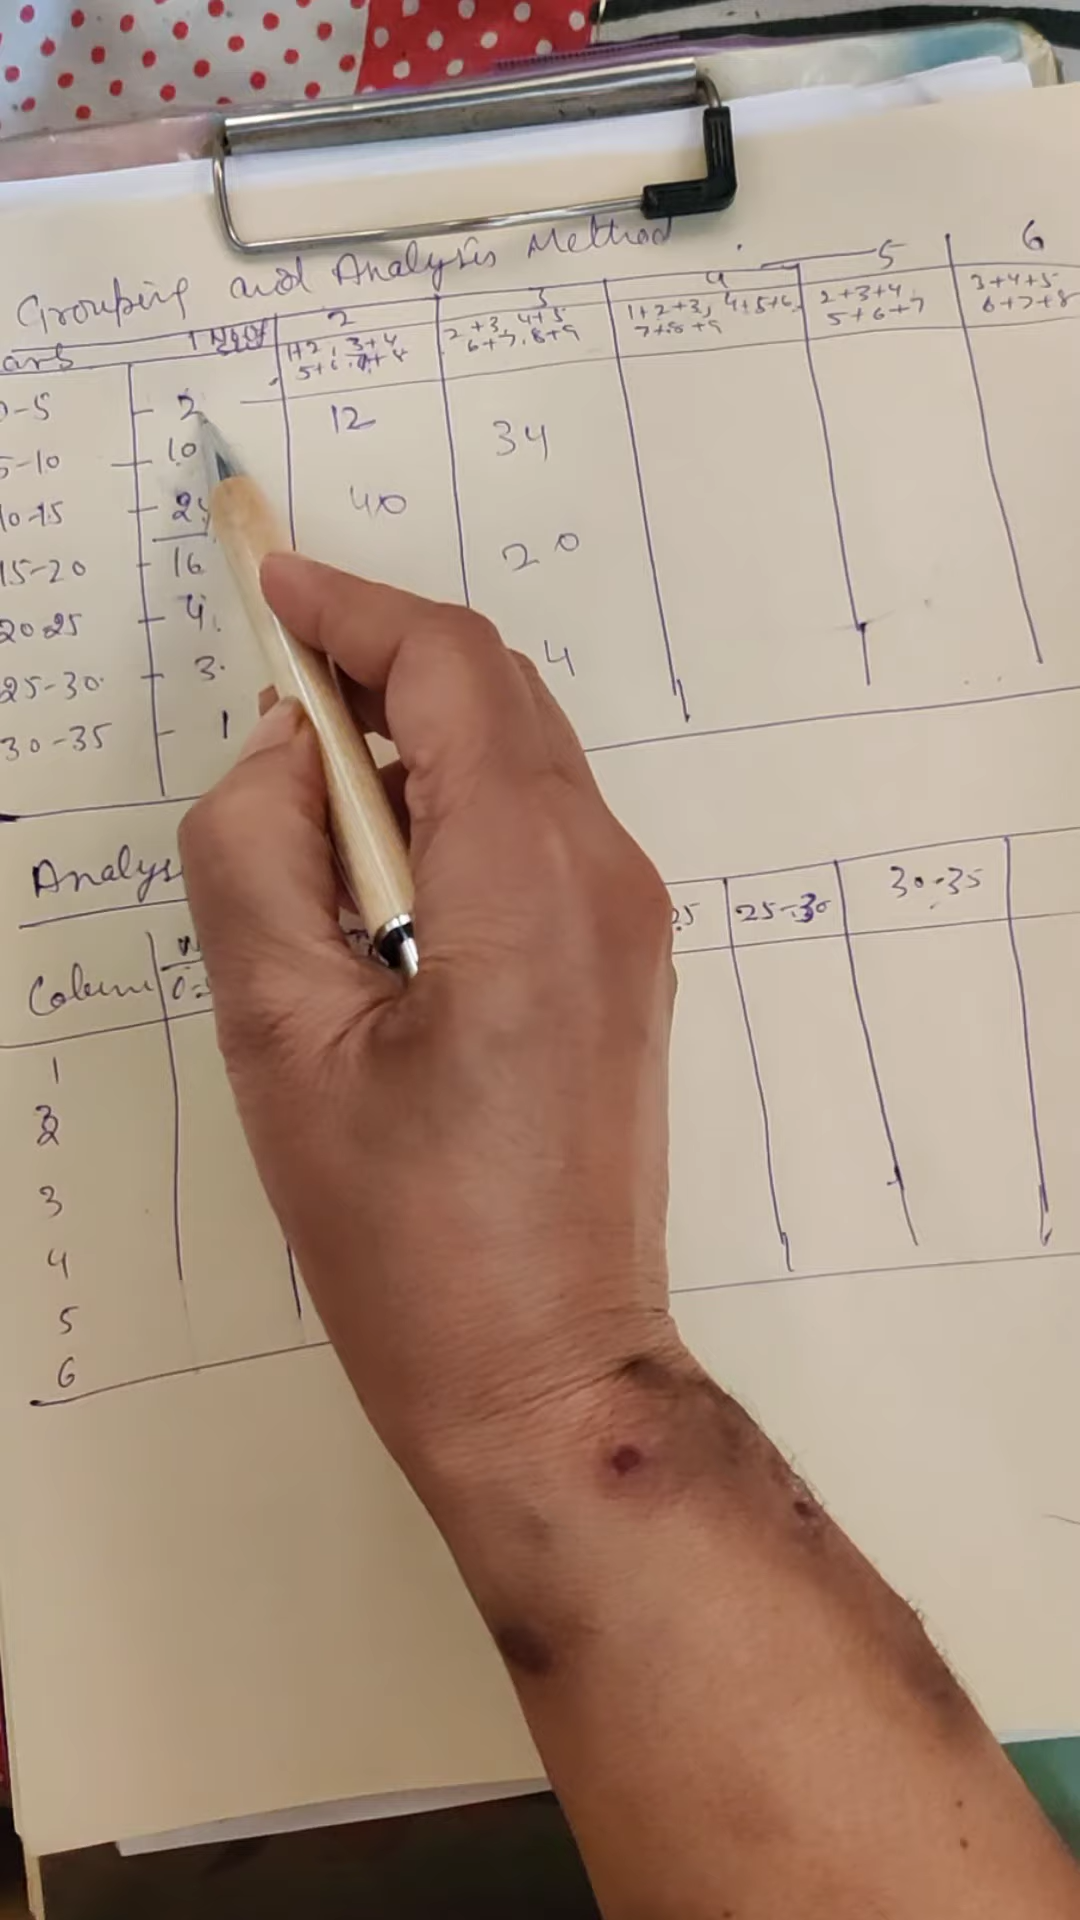 Grouping and Analysis Method
1 2 3 4 5 6
1+2, 3+4 2+3, 4+5 1+2+3, 4+5+6 2+3+4 3+4+5
5+6 6+7, 8+9 7+8+9 5+6+7 6+7+8
0-5 2 12 34
5-10 10
10-15 24 40
15-20 16 20
20-25 4
25-30 3 4
30-35 1
Analys
25-30 30-35
Column
1
2
3
4
5
6